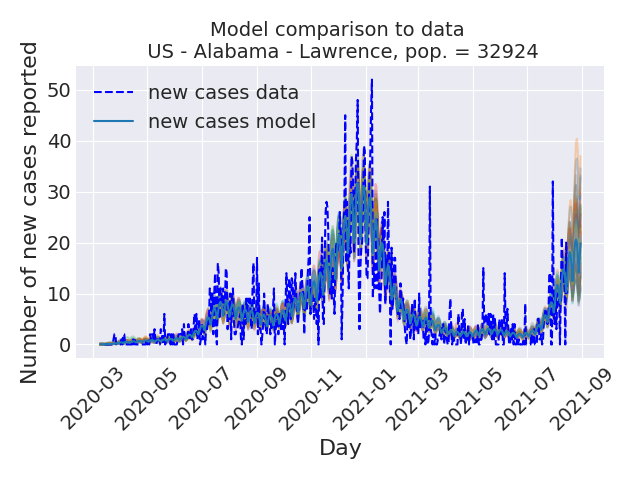 Model comparison to data
US - Alabama - Lawrence, pop. = 32924
new cases data
new cases model
Number of new cases reported
50
40
30
20
10
0
2020-03
2020-05
2020-07
2020-09
2020-11
2021-01
2021-03
2021-05
2021-07
2021-09
Day